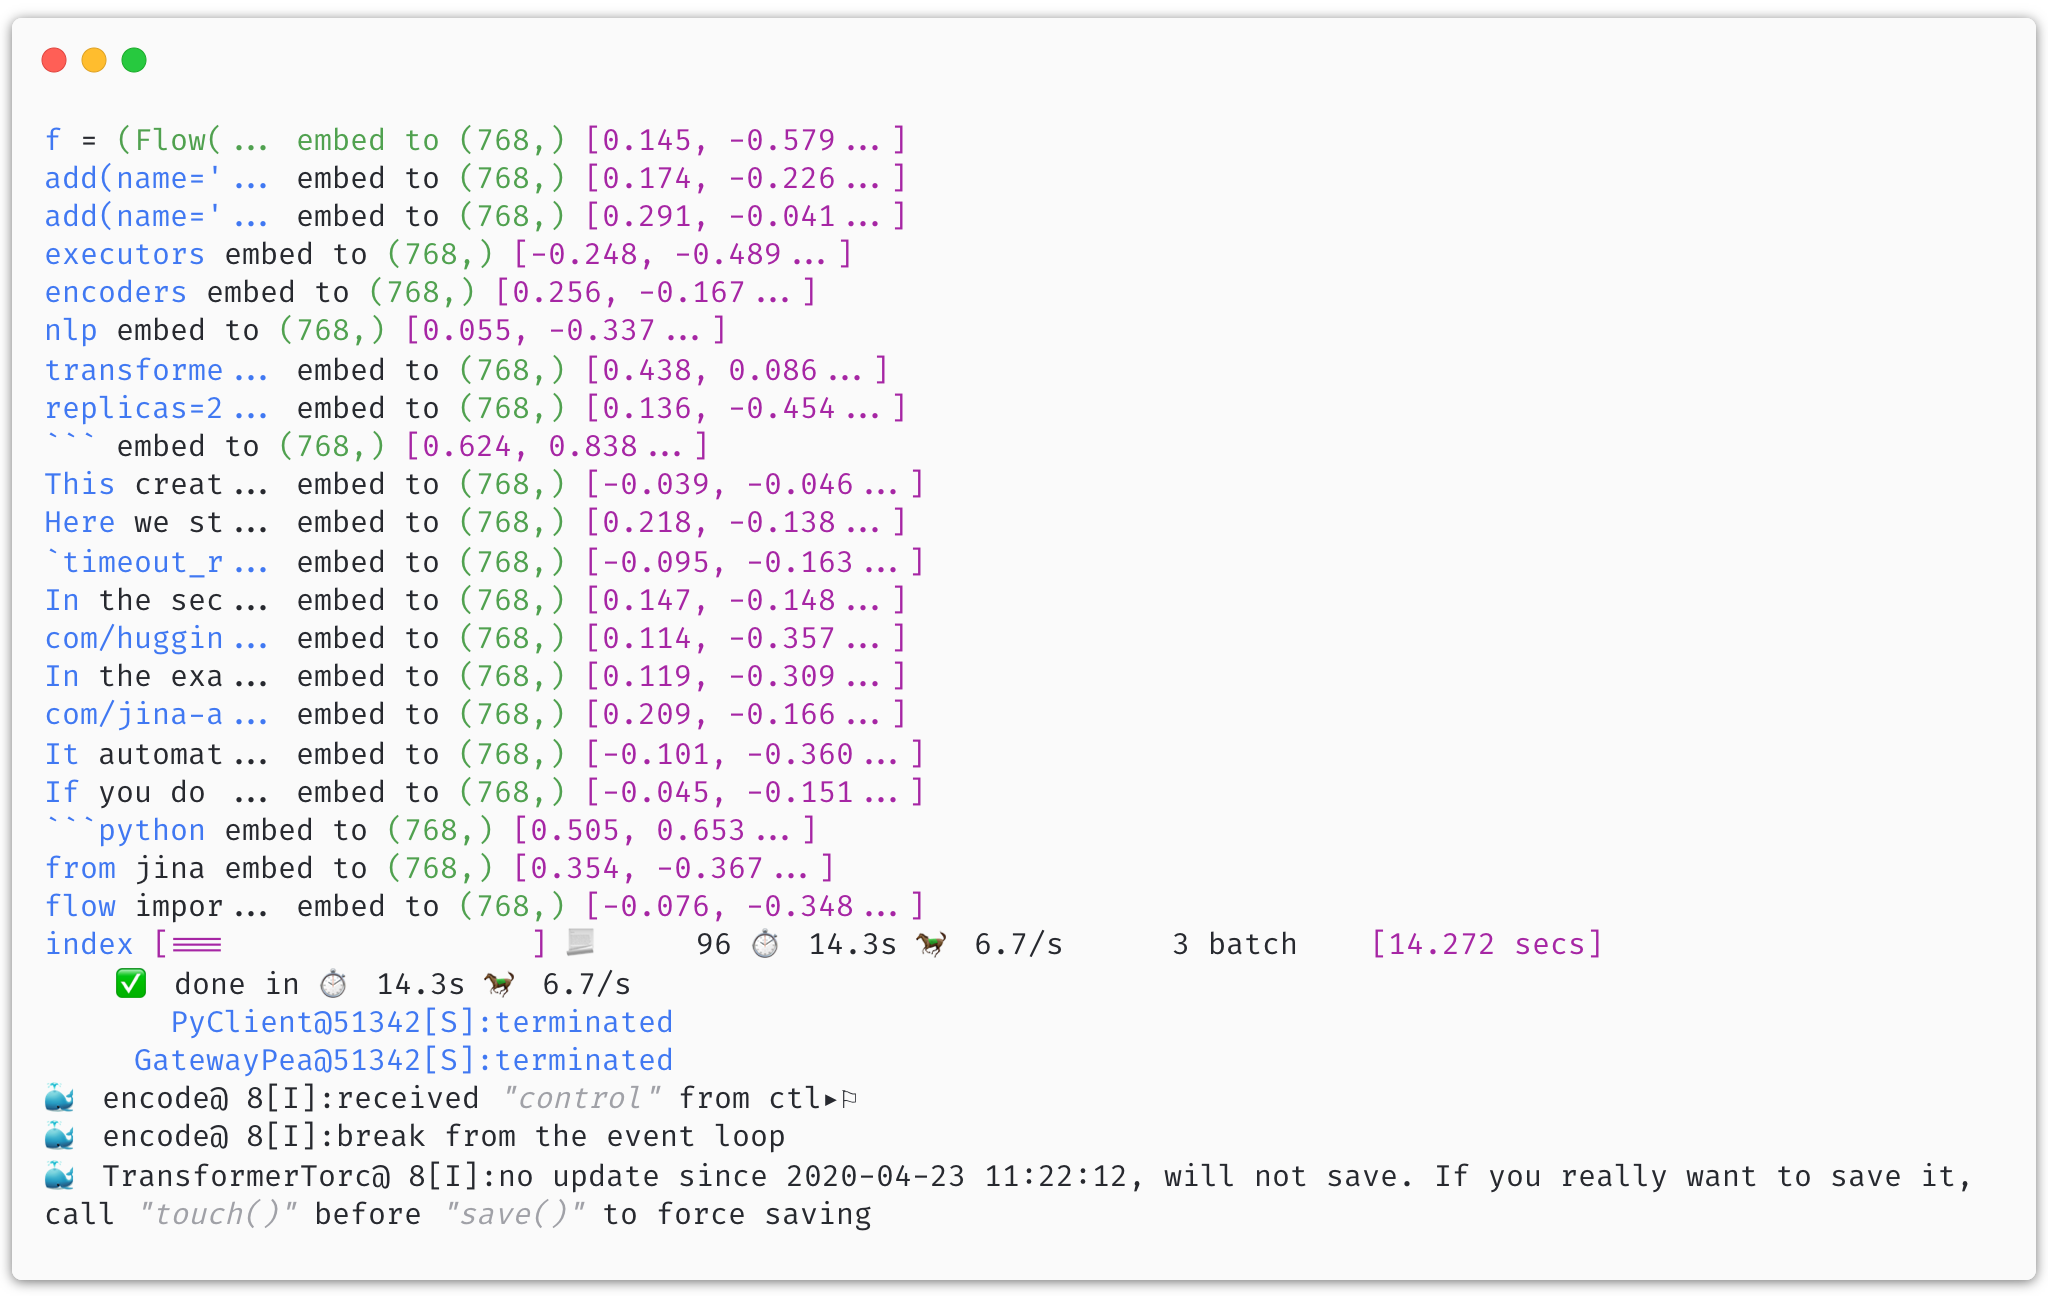 f = (Flow( ... embed to (768,) [0.145, -0.579 ... ]
add(name=' ... embed to (768,) [0.174, -0.226 ... ]
add(name=' ... embed to (768,) [0.291, -0.041 ... ]
executors embed to (768,) [-0.248, -0.489 ... ]
encoders embed to (768,) [0.256, -0.167 ... ]
nlp embed to (768,) [0.055, -0.337 ... ]
transforme ... embed to (768,) [0.438, 0.086 ... ]
replicas=2 ... embed to (768,) [0.136, -0.454 ... ]
``` embed to (768,) [0.624, 0.838 ... ]
This creat ... embed to (768,) [-0.039, -0.046 ... ]
Here we st ... embed to (768,) [0.218, -0.138 ... ]
`timeout_r ... embed to (768,) [-0.095, -0.163 ... ]
In the sec ... embed to (768,) [0.147, -0.148 ... ]
com/huggin ... embed to (768,) [0.114, -0.357 ... ]
In the exa ... embed to (768,) [0.119, -0.309 ... ]
com/jina-a ... embed to (768,) [0.209, -0.166 ... ]
It automat ... embed to (768,) [-0.101, -0.360 ... ]
If you do ... embed to (768,) [-0.045, -0.151 ... ]
```python embed to (768,) [0.505, 0.653 ... ]
from jina embed to (768,) [0.354, -0.367 ... ]
flow impor ... embed to (768,) [-0.076, -0.348 ... ]
index [≡≡≡ ] 📃 96 ⏱ 14.3s 🐎 6.7/s 3 batch [14.272 secs]
✅ done in ⏱ 14.3s 🐎 6.7/s
PyClient@51342[S]:terminated
GatewayPea@51342[S]:terminated
🐳 encode@ 8[I]:received "control" from ctl▸⚐
🐳 encode@ 8[I]:break from the event loop
🐳 TransformerTorc@ 8[I]:no update since 2020-04-23 11:22:12, will not save. If you really want to save it,
call "touch()" before "save()" to force saving